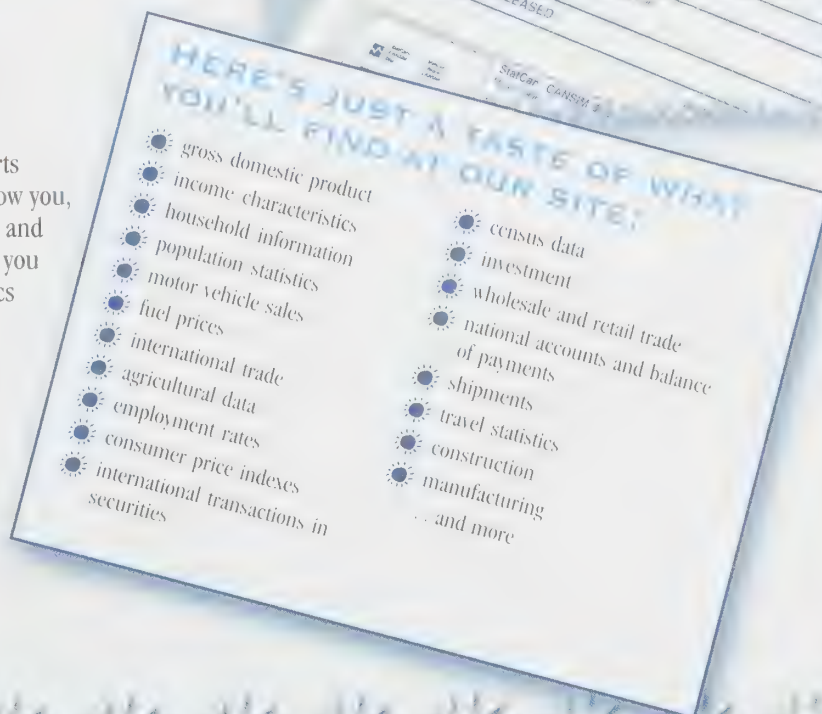 EASED
StatCan CANSIM
rts
ow you,
and
you
cs
HERE'S JUST A TASTE OF WHAT
YOU'LL FIND AT OUR SITE:
gross domestic product
income characteristics
household information
population statistics
motor vehicle sales
fuel prices
international trade
agricultural data
employment rates
consumer price indexes
international transactions in
securities
census data
investment
wholesale and retail trade
national accounts and balance
of payments
shipments
travel statistics
construction
manufacturing
. . and more